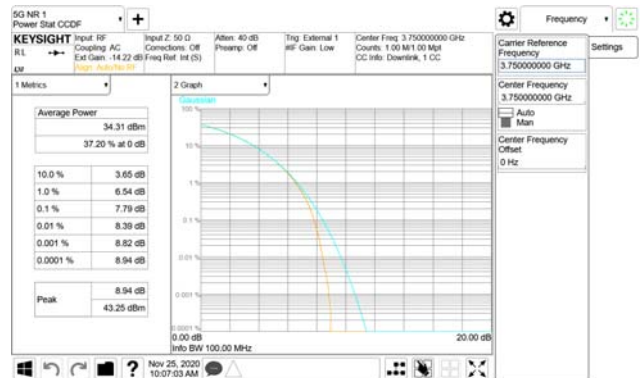 5G NR 1
Power Stat CCDF
KEYSIGHT
RL
Input: RF
Coupling: AC
Ext Gain: -14.22 dB
Align: Auto/No RF
Input Z: 50 Ω
Corrections: Off
Freq Ref: Int (S)
Atten: 40 dB
Preamp: Off
Trig: External 1
#IF Gain: Low
Center Freq: 3.750000000 GHz
Counts: 1.00 M/1.00 Mpt
CC Info: Downlink, 1 CC
1 Metrics
Average Power
34.31 dBm
37.20 % at 0 dB
10.0 % 3.65 dB
1.0 % 6.54 dB
0.1 % 7.79 dB
0.01 % 8.39 dB
0.001 % 8.82 dB
0.0001 % 8.94 dB
Peak
8.94 dB
43.25 dBm
2 Graph
Gaussian
100 %
10 %
1 %
0.1 %
0.01 %
0.001 %
0.0001 %
0.00 dB
20.00 dB
Info BW 100.00 MHz
Frequency
Settings
Carrier Reference
Frequency
3.750000000 GHz
Center Frequency
3.750000000 GHz
Auto
Man
Center Frequency
Offset
0 Hz
?
Nov 25, 2020
10:07:03 AM